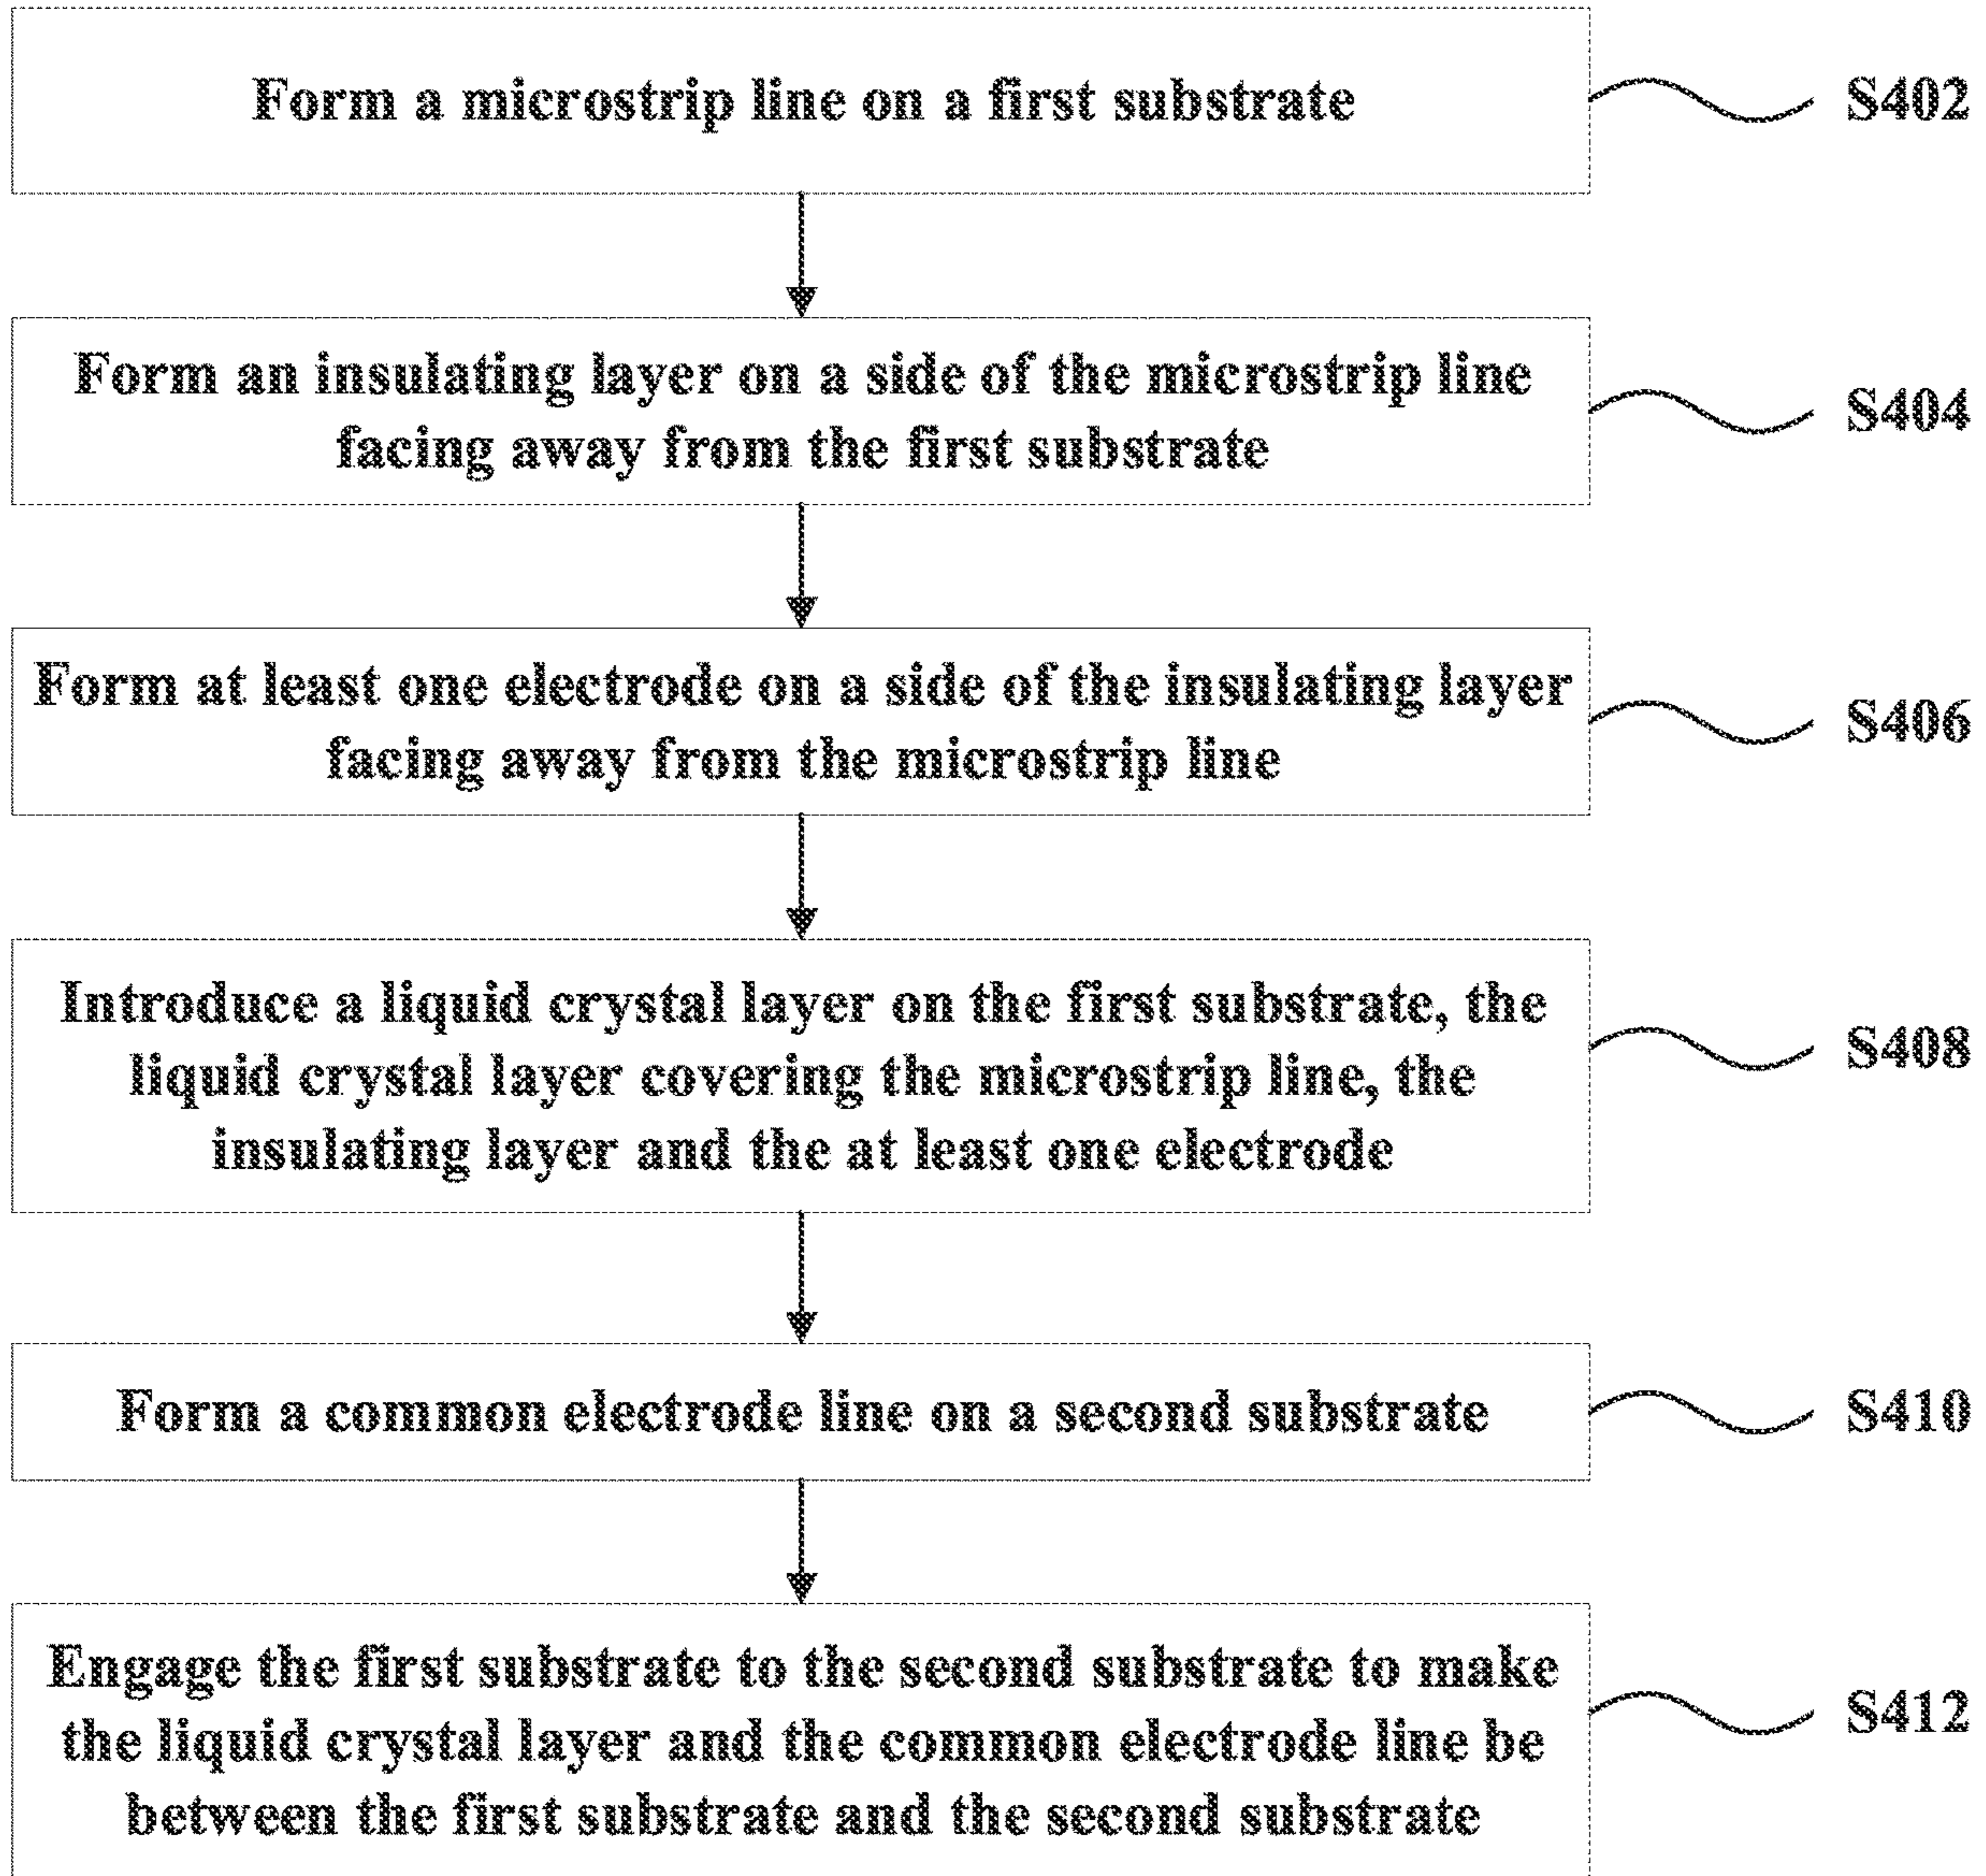 Form a microstrip line on a first substrate
S402
Form an insulating layer on a side of the microstrip line
facing away from the first substrate
S404
Form at least one electrode on a side of the insulating layer
facing away from the microstrip line
S406
Introduce a liquid crystal layer on the first substrate, the
liquid crystal layer covering the microstrip line, the
insulating layer and the at least one electrode
S408
Form a common electrode line on a second substrate
S410
Engage the first substrate to the second substrate to make
the liquid crystal layer and the common electrode line be
between the first substrate and the second substrate
S412